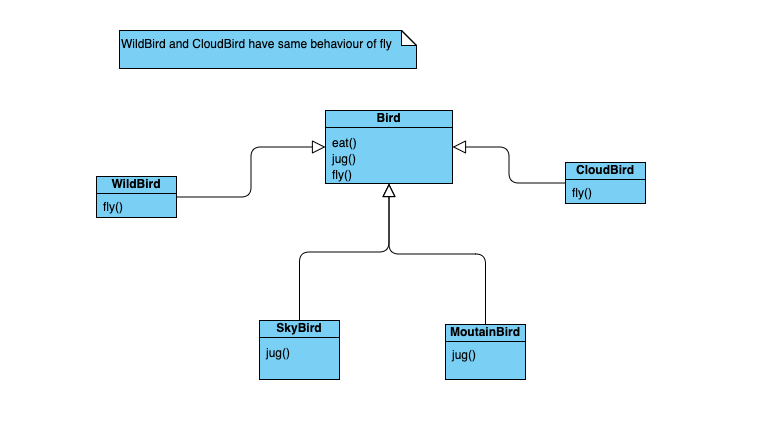 WildBird and CloudBird have same behaviour of fly
Bird
eat()
jug()
fly()
WildBird
fly()
CloudBird
fly()
SkyBird
jug()
MoutainBird
jug()